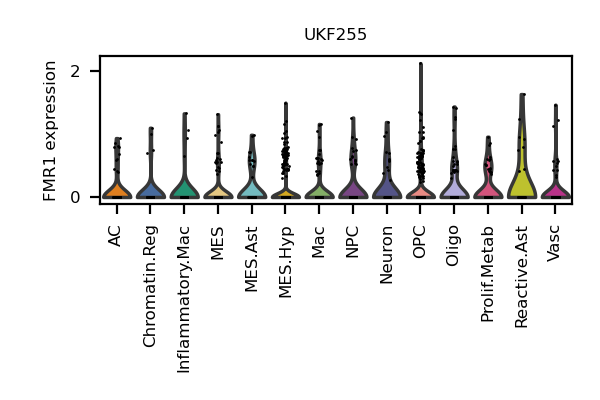 UKF255
FMR1 expression
2
0
AC
Chromatin.Reg
Inflammatory.Mac
MES
MES.Ast
MES.Hyp
Mac
NPC
Neuron
OPC
Oligo
Prolif.Metab
Reactive.Ast
Vasc